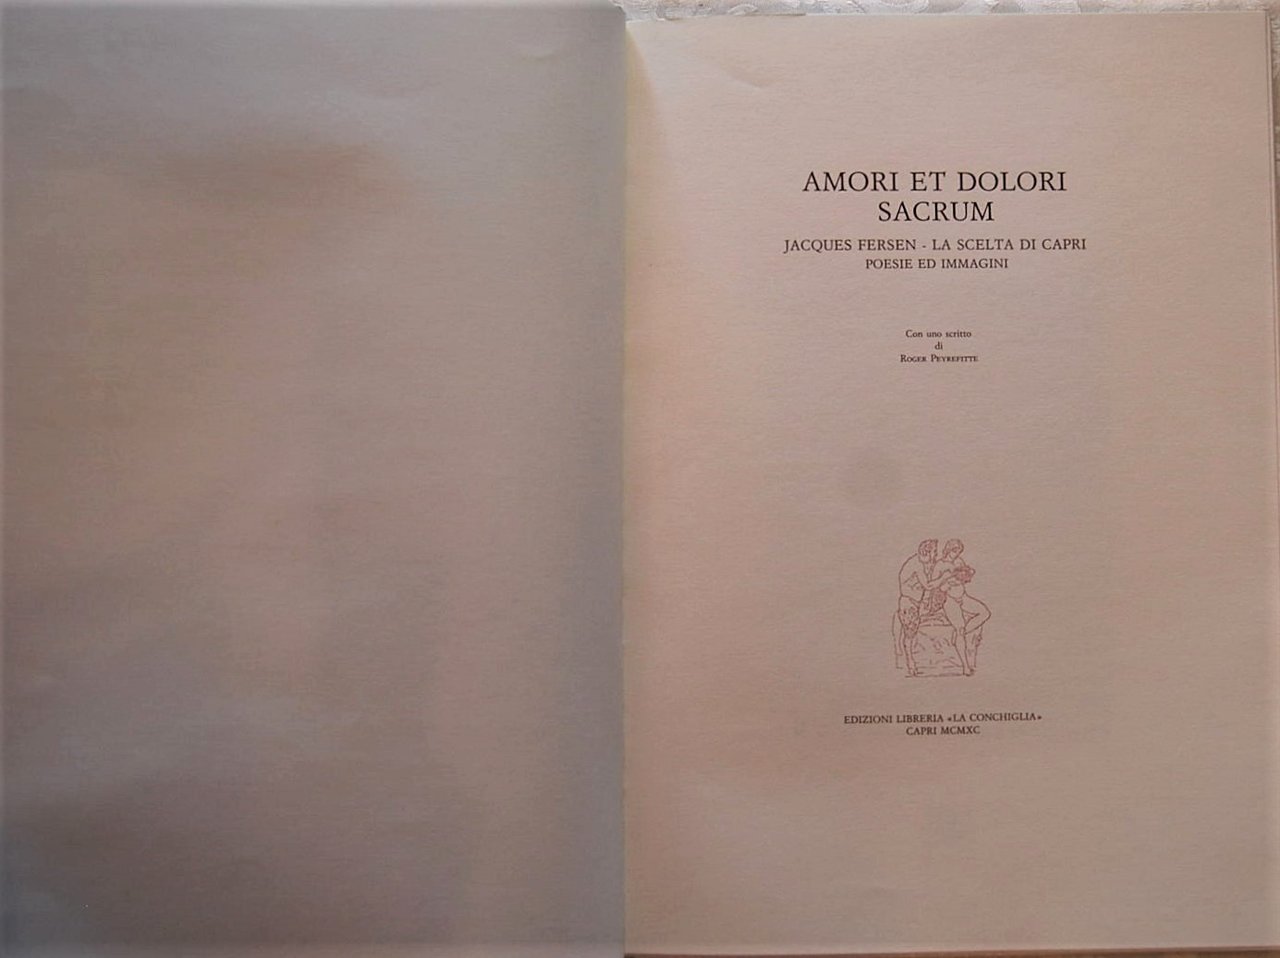 AMORI ET DOLORI
SACRUM
JACQUES FERSEN - LA SCELTA DI CAPRI
POESIE ED IMMAGINI
Con uno scritto
di
ROGER PEYREFITTE
EDIZIONI LIBRERIA «LA CONCHIGLIA»
CAPRI MCMXC